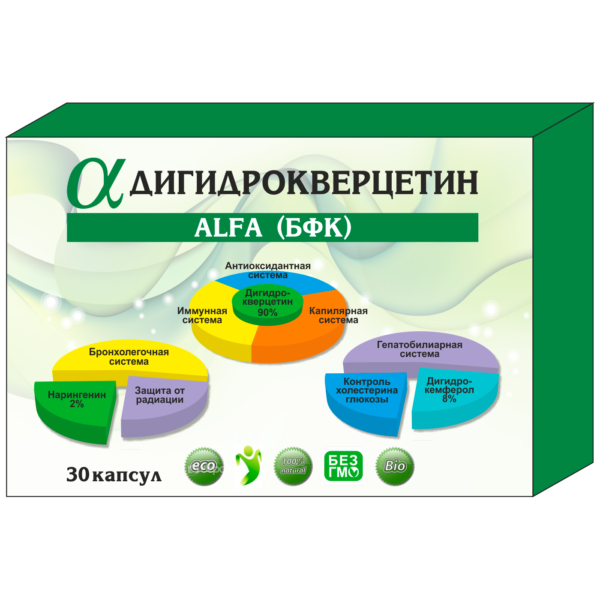 α ДИГИДРОКВЕРЦЕТИН
ALFA (БФК)
Антиоксидантная
система
Дигидро-
кверцетин
90%
Иммунная
система
Капилярная
система
Бронхолегочная
система
Нарингенин
2%
Защита от
радиации
Гепатобилиарная
система
Контроль
холестерина
глюкозы
Дигидро-
кемферол
8%
30 капсул
eco
100%
natural
БЕЗ
ГМО
Bio